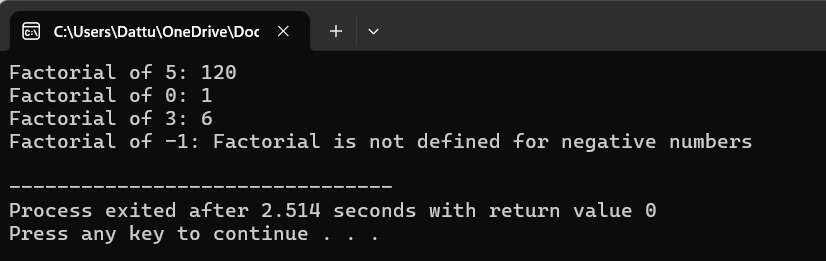 C:\Users\Dattu\OneDrive\Doc
Factorial of 5: 120
Factorial of 0: 1
Factorial of 3: 6
Factorial of -1: Factorial is not defined for negative numbers
--------------------------------
Process exited after 2.514 seconds with return value 0
Press any key to continue . . .